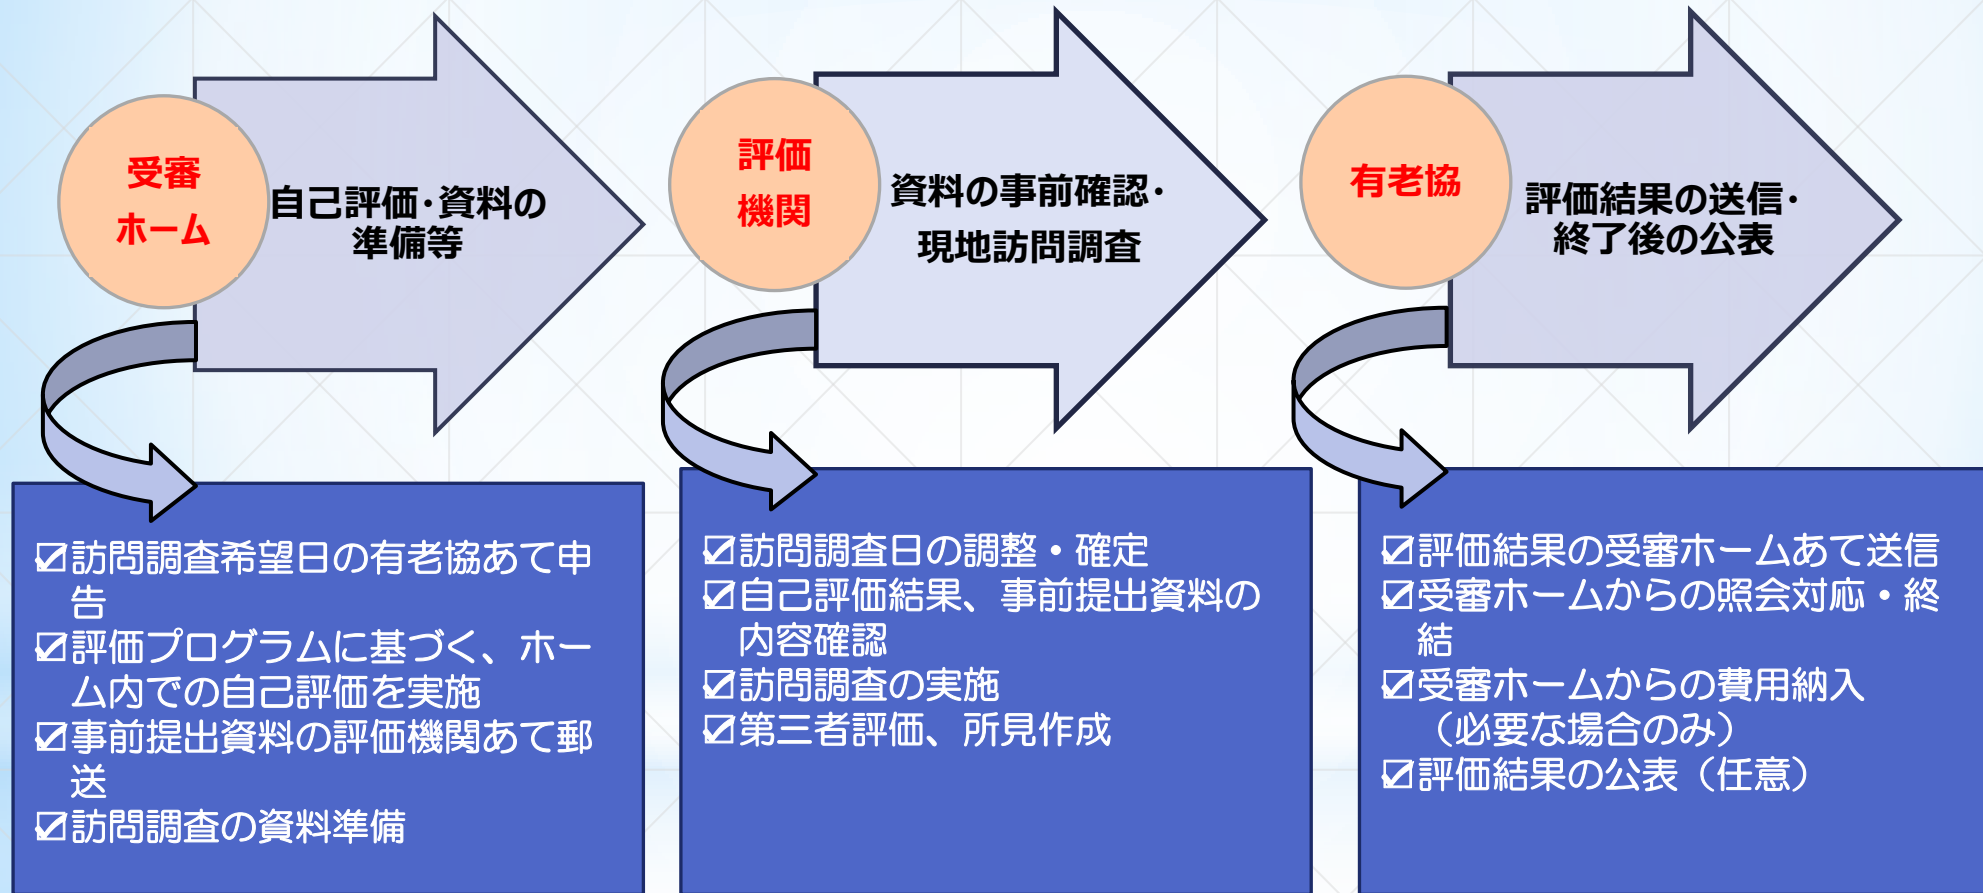 受審
ホーム
自己評価・資料の
準備等
評価
機関
資料の事前確認・
現地訪問調査
有老協
評価結果の送信・
終了後の公表
☑訪問調査希望日の有老協あて申
告
☑評価プログラムに基づく、ホー
ム内での自己評価を実施
☑事前提出資料の評価機関あて郵
送
☑訪問調査の資料準備
☑訪問調査日の調整・確定
☑自己評価結果、事前提出資料の
内容確認
☑訪問調査の実施
☑第三者評価、所見作成
☑評価結果の受審ホームあて送信
☑受審ホームからの照会対応・終
結
☑受審ホームからの費用納入
（必要な場合のみ）
☑評価結果の公表（任意）